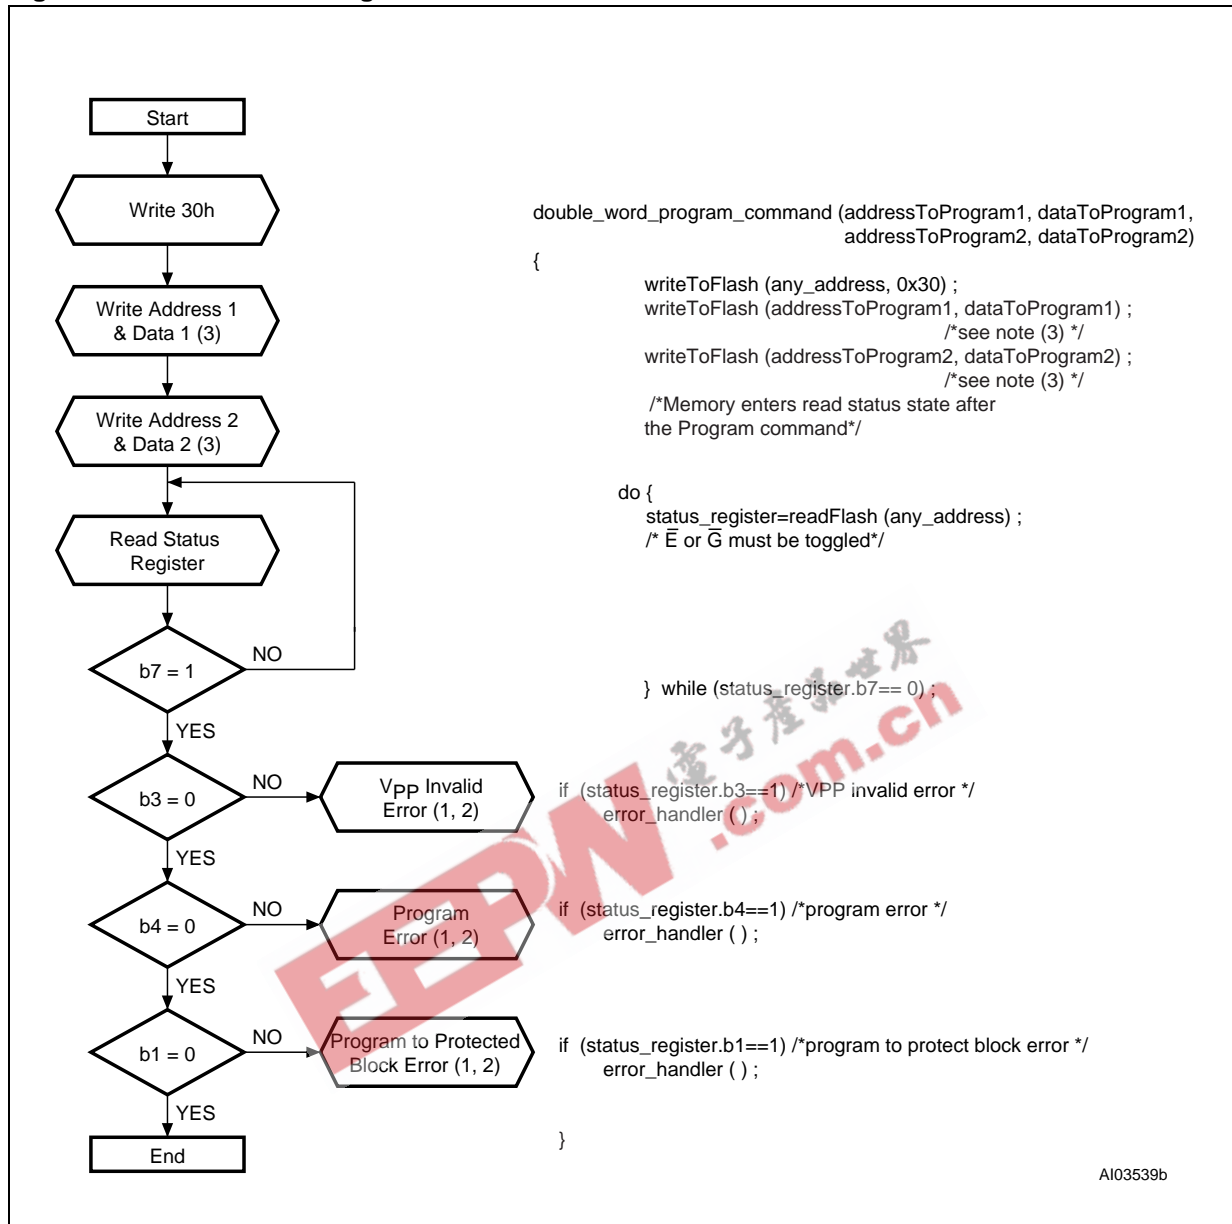 Start
Write 30h
Write Address 1
& Data 1 (3)
Write Address 2
& Data 2 (3)
Read Status
Register
b7 = 1
NO
YES
b3 = 0
NO
VPP Invalid
Error (1, 2)
YES
b4 = 0
NO
Program
Error (1, 2)
YES
b1 = 0
NO
Program to Protected
Block Error (1, 2)
YES
End
double_word_program_command (addressToProgram1, dataToProgram1,
addressToProgram2, dataToProgram2)
{
writeToFlash (any_address, 0x30) ;
writeToFlash (addressToProgram1, dataToProgram1) ;
/*see note (3) */
writeToFlash (addressToProgram2, dataToProgram2) ;
/*see note (3) */
/*Memory enters read status state after
the Program command*/
do {
status_register=readFlash (any_address) ;
/* E̅ or G̅ must be toggled*/
} while (status_register.b7== 0) ;
if (status_register.b3==1) /*VPP invalid error */
error_handler ( ) ;
if (status_register.b4==1) /*program error */
error_handler ( ) ;
if (status_register.b1==1) /*program to protect block error */
error_handler ( ) ;
}
AI03539b
EEPW
.com.cn
電子產品世界